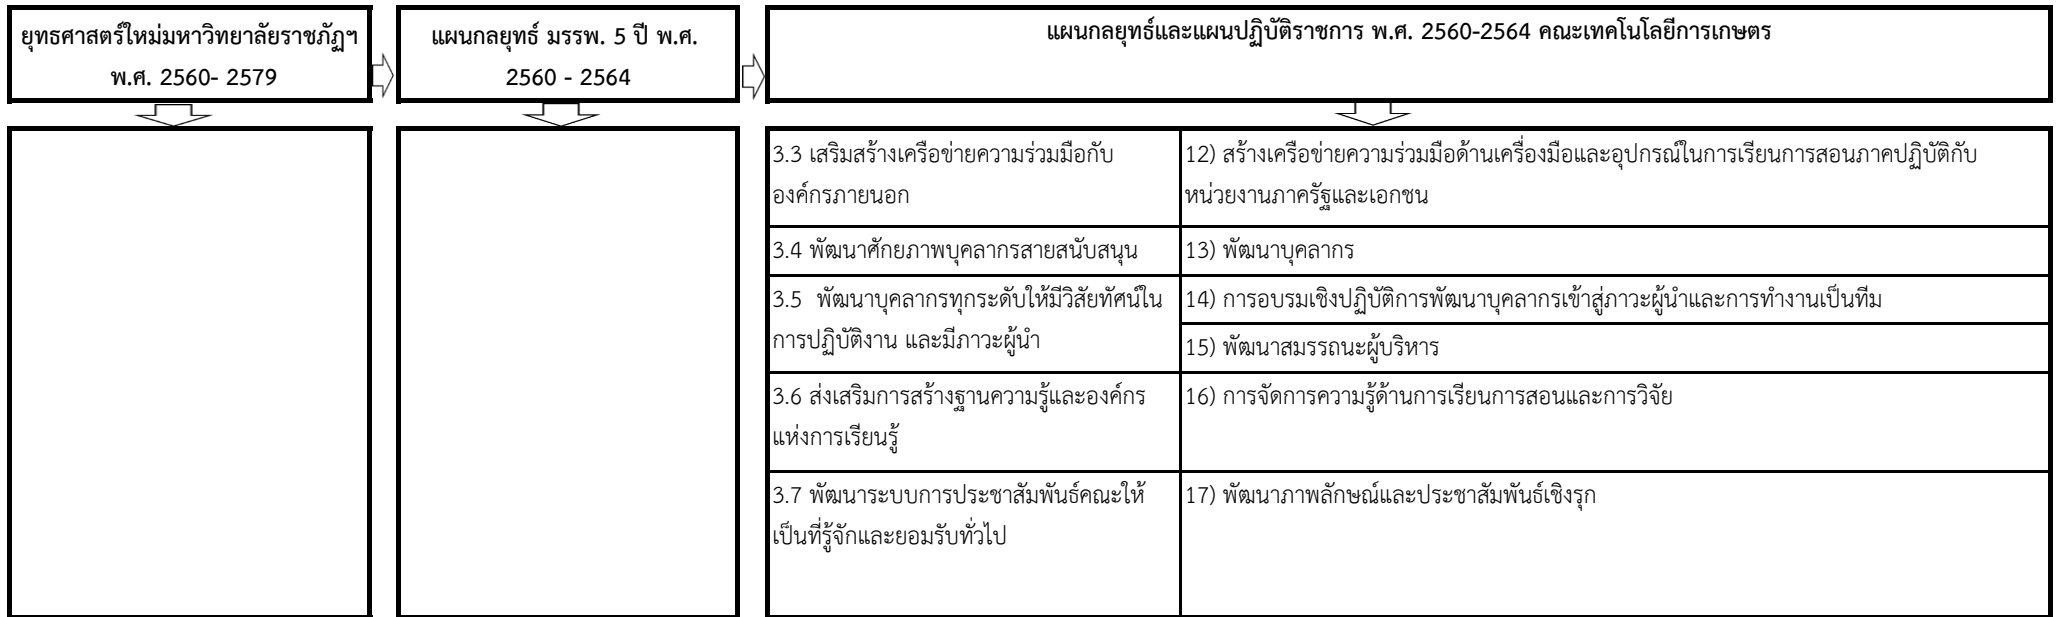 ยุทธศาสตร์ใหม่มหาวิทยาลัยราชภัฏฯ
พ.ศ. 2560- 2579
แผนกลยุทธ์ มรรพ. 5 ปี พ.ศ.
2560 - 2564
แผนกลยุทธ์และแผนปฏิบัติราชการ พ.ศ. 2560-2564 คณะเทคโนโลยีการเกษตร
3.3 เสริมสร้างเครือข่ายความร่วมมือกับ
องค์กรภายนอก
12) สร้างเครือข่ายความร่วมมือด้านเครื่องมือและอุปกรณ์ในการเรียนการสอนภาคปฏิบัติกับ
หน่วยงานภาครัฐและเอกชน
3.4 พัฒนาศักยภาพบุคลากรสายสนับสนุน
13) พัฒนาบุคลากร
3.5  พัฒนาบุคลากรทุกระดับให้มีวิสัยทัศน์ใน
การปฏิบัติงาน และมีภาวะผู้นำ
14) การอบรมเชิงปฏิบัติการพัฒนาบุคลากรเข้าสู่ภาวะผู้นำและการทำงานเป็นทีม
15) พัฒนาสมรรถนะผู้บริหาร
3.6 ส่งเสริมการสร้างฐานความรู้และองค์กร
แห่งการเรียนรู้
16) การจัดการความรู้ด้านการเรียนการสอนและการวิจัย
3.7 พัฒนาระบบการประชาสัมพันธ์คณะให้
เป็นที่รู้จักและยอมรับทั่วไป
17) พัฒนาภาพลักษณ์และประชาสัมพันธ์เชิงรุก